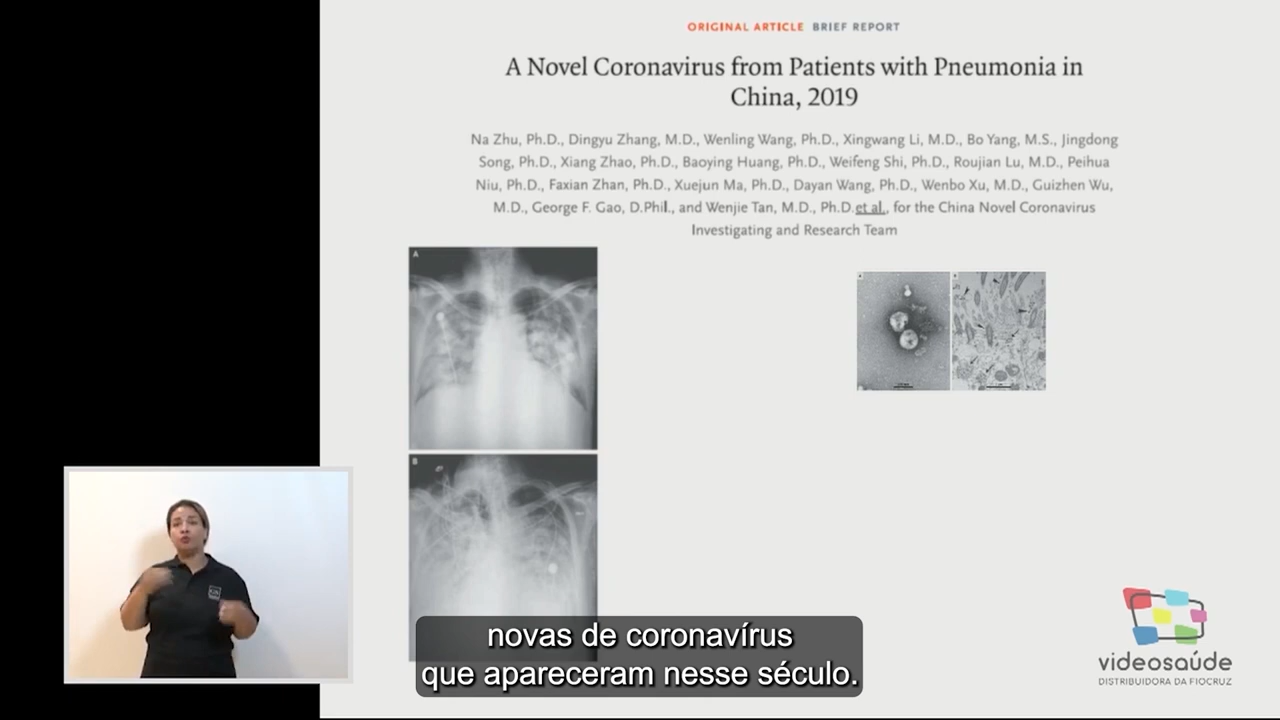 ORIGINAL ARTICLE BRIEF REPORT
A Novel Coronavirus from Patients with Pneumonia in
China, 2019
Na Zhu, Ph.D., Dingyu Zhang, M.D., Wenling Wang, Ph.D., Xingwang Li, M.D., Bo Yang, M.S., Jingdong
Song, Ph.D., Xiang Zhao, Ph.D., Baoying Huang, Ph.D., Weifeng Shi, Ph.D., Roujian Lu, M.D., Peihua
Niu, Ph.D., Faxian Zhan, Ph.D., Xuejun Ma, Ph.D., Dayan Wang, Ph.D., Wenbo Xu, M.D., Guizhen Wu,
M.D., George F. Gao, D.Phil., and Wenjie Tan, M.D., Ph.D.et al., for the China Novel Coronavirus
Investigating and Research Team
A
B
novas de coronavírus
que apareceram nesse século.
videosaúde
DISTRIBUIDORA DA FIOCRUZ